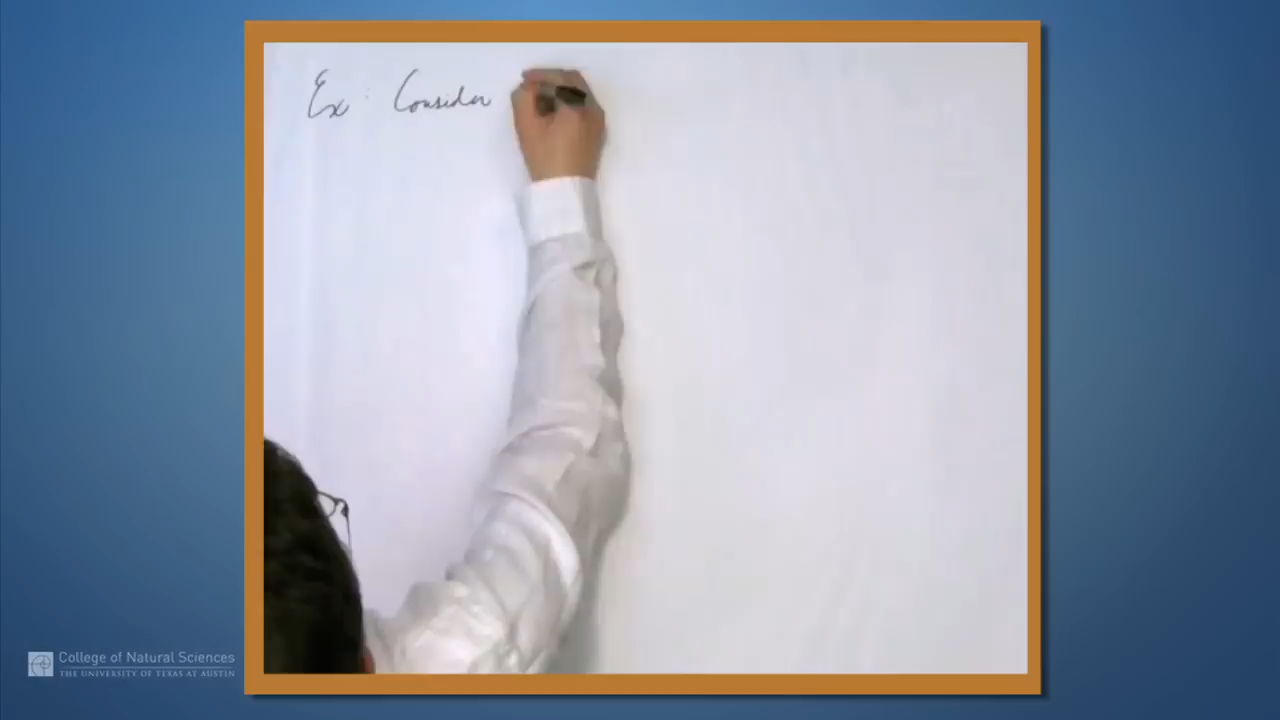 Ex : Consider
College of Natural Sciences
THE UNIVERSITY OF TEXAS AT AUSTIN